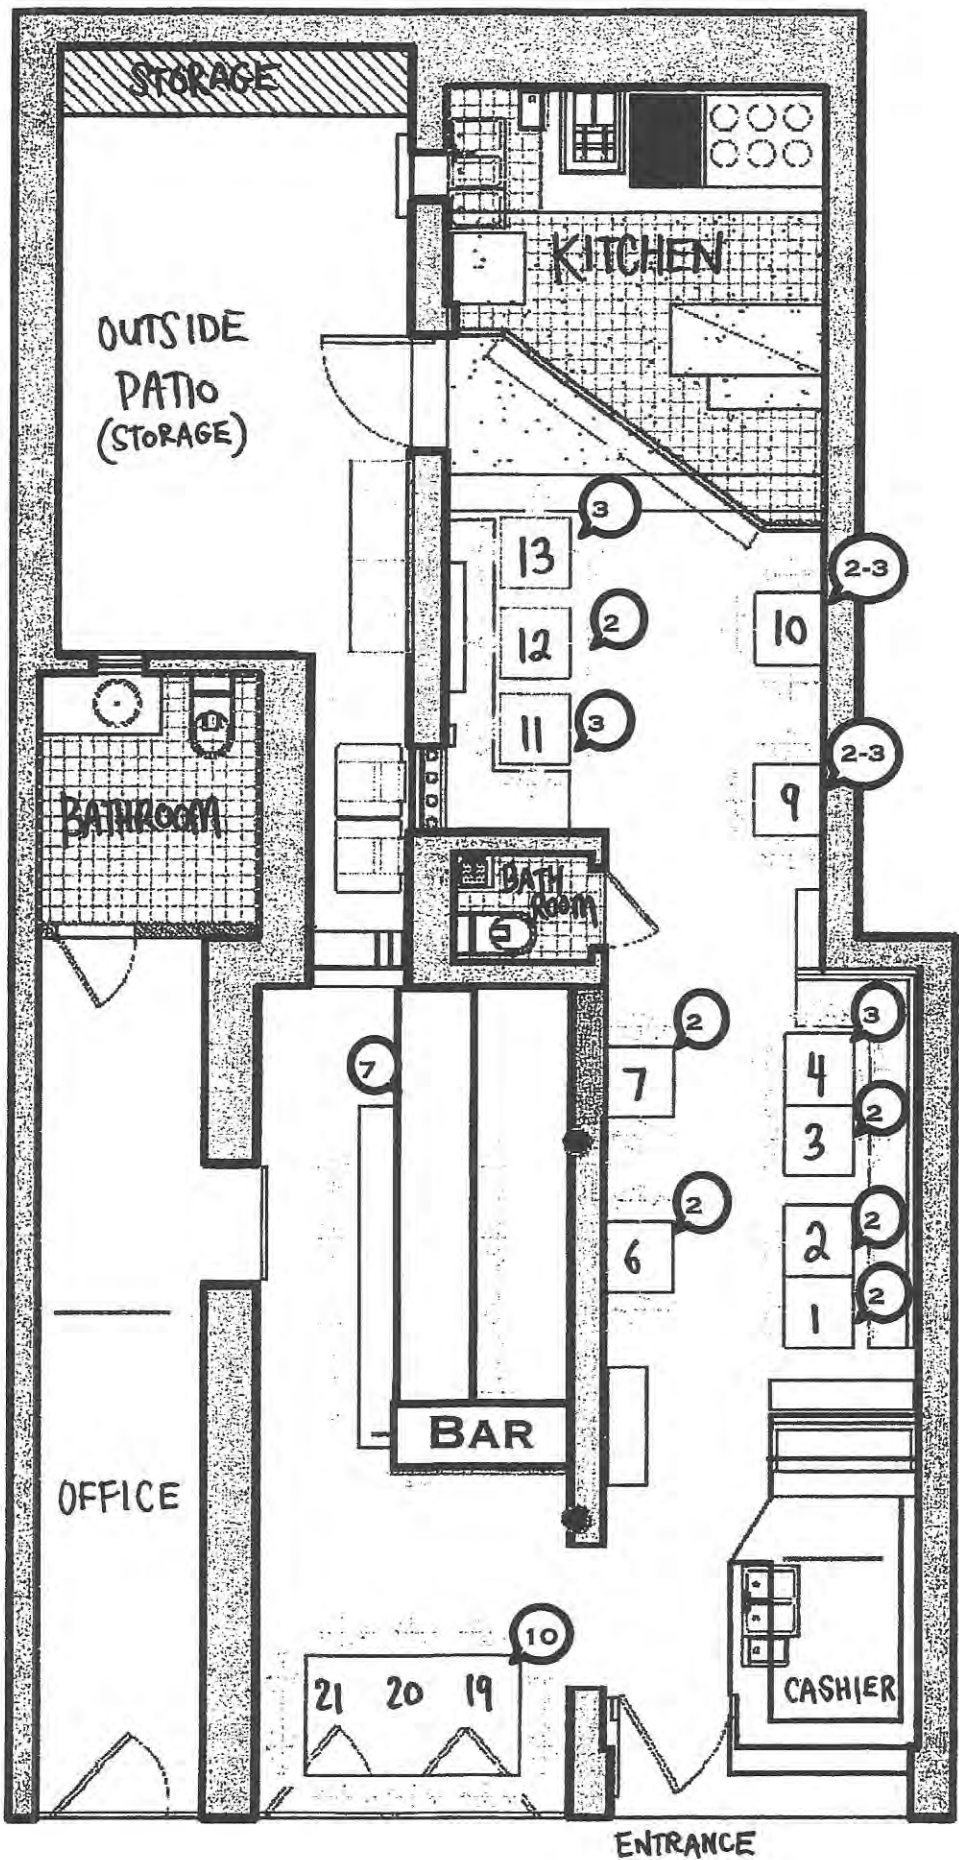 STORAGE
KITCHEN
OUTSIDE
PATIO
(STORAGE)
3
13
2-3
2
12
10
3
11
2-3
9
BATHROOM
BATH
ROOM
2
3
7
7
4
2
3
2
2
6
2
2
1
BAR
OFFICE
10
21 20 19
CASHIER
ENTRANCE